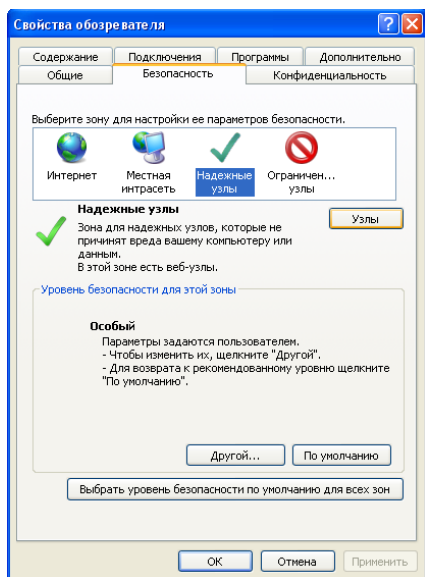 Свойства обозревателя
Содержание Подключения Программы Дополнительно
Общие Безопасность Конфиденциальность
Выберите зону для настройки ее параметров безопасности.
Интернет Местная интрасеть Надежные узлы Ограничен... узлы
Надежные узлы
Узлы
Зона для надежных узлов, которые не
причинят вреда вашему компьютеру или
данным.
В этой зоне есть веб-узлы.
Уровень безопасности для этой зоны
Особый
Параметры задаются пользователем.
- Чтобы изменить их, щелкните "Другой".
- Для возврата к рекомендованному уровню щелкните
"По умолчанию".
Другой... По умолчанию
Выбрать уровень безопасности по умолчанию для всех зон
OK Отмена Применить